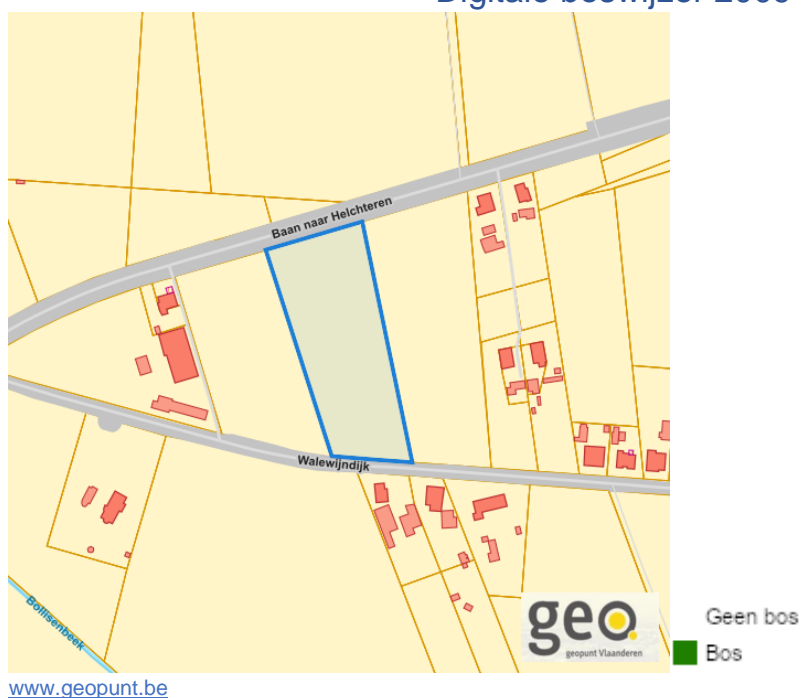 Baan naar Helchteren
Walewijndijk
Bollisenbeek
geo
geopunt Vlaanderen
Geen bos
Bos
www.geopunt.be